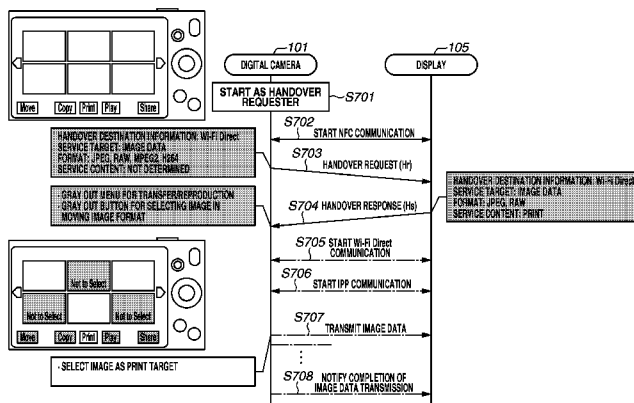 Move Copy Print Play Share
101
DIGITAL CAMERA
105
DISPLAY
START AS HANDOVER
REQUESTER
S701
S702
START NFC COMMUNICATION
HANDOVER DESTINATION INFORMATION: Wi-Fi Direct
SERVICE TARGET: IMAGE DATA
FORMAT: JPEG, RAW, MPEG2, H264
SERVICE CONTENT: NOT DETERMINED
S703
HANDOVER REQUEST (Hr)
HANDOVER DESTINATION INFORMATION: Wi-Fi Direct
SERVICE TARGET: IMAGE DATA
FORMAT: JPEG, RAW
SERVICE CONTENT: PRINT
- GRAY OUT MENU FOR TRANSFER/REPRODUCTION
- GRAY OUT BUTTON FOR SELECTING IMAGE IN
MOVING IMAGE FORMAT
S704
HANDOVER RESPONSE (Hs)
S705
START Wi-Fi Direct
COMMUNICATION
S706
START IPP COMMUNICATION
Not to Select
Not to Select
Not to Select
Move Copy Print Play Share
S707
TRANSMIT IMAGE DATA
- SELECT IMAGE AS PRINT TARGET
S708
NOTIFY COMPLETION OF
IMAGE DATA TRANSMISSION